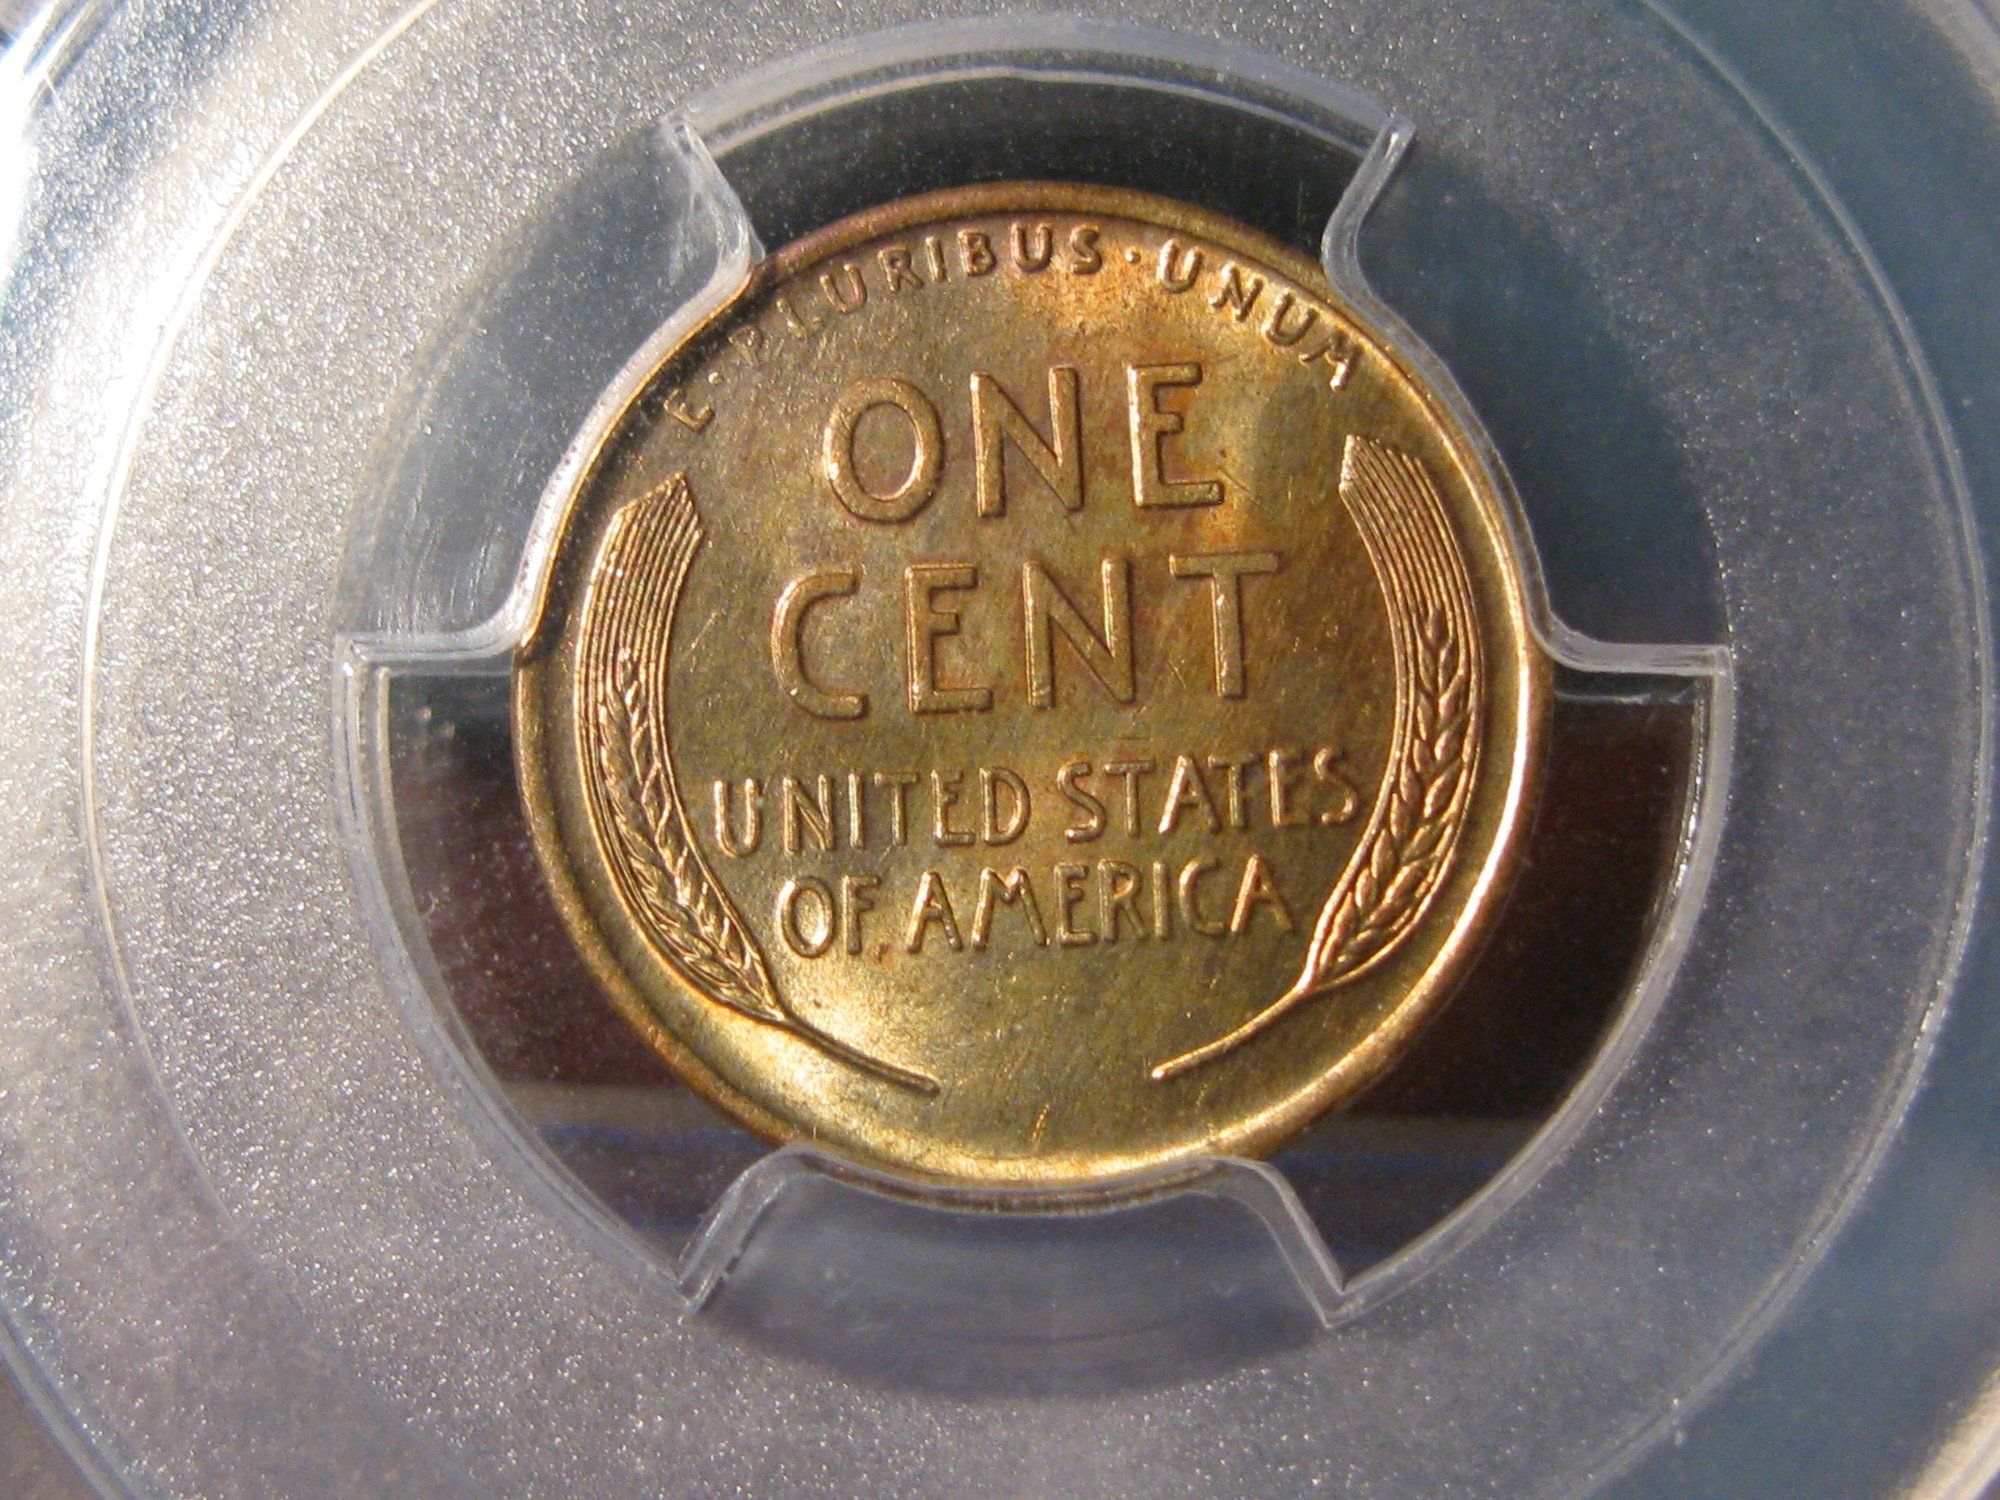 E·PLURIBUS·UNUM
ONE
CENT
UNITED STATES
OF AMERICA